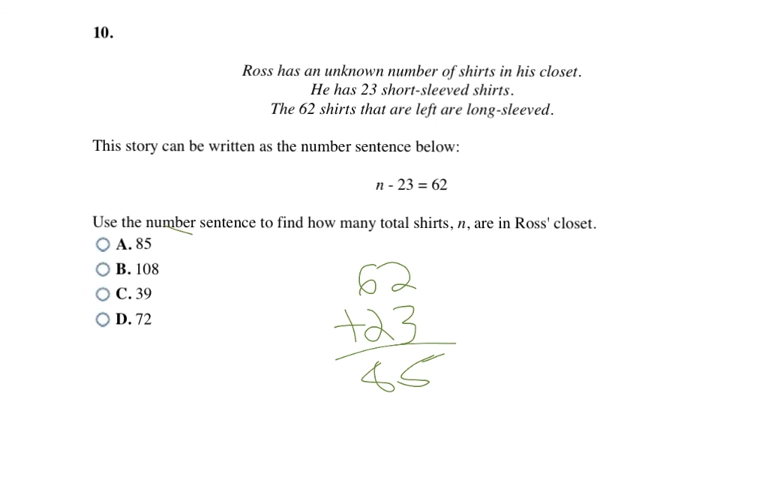 10.
Ross has an unknown number of shirts in his closet.
He has 23 short-sleeved shirts.
The 62 shirts that are left are long-sleeved.
This story can be written as the number sentence below:
n - 23 = 62
Use the number sentence to find how many total shirts, n, are in Ross' closet.
A. 85
B. 108
C. 39
D. 72
62
+23
85